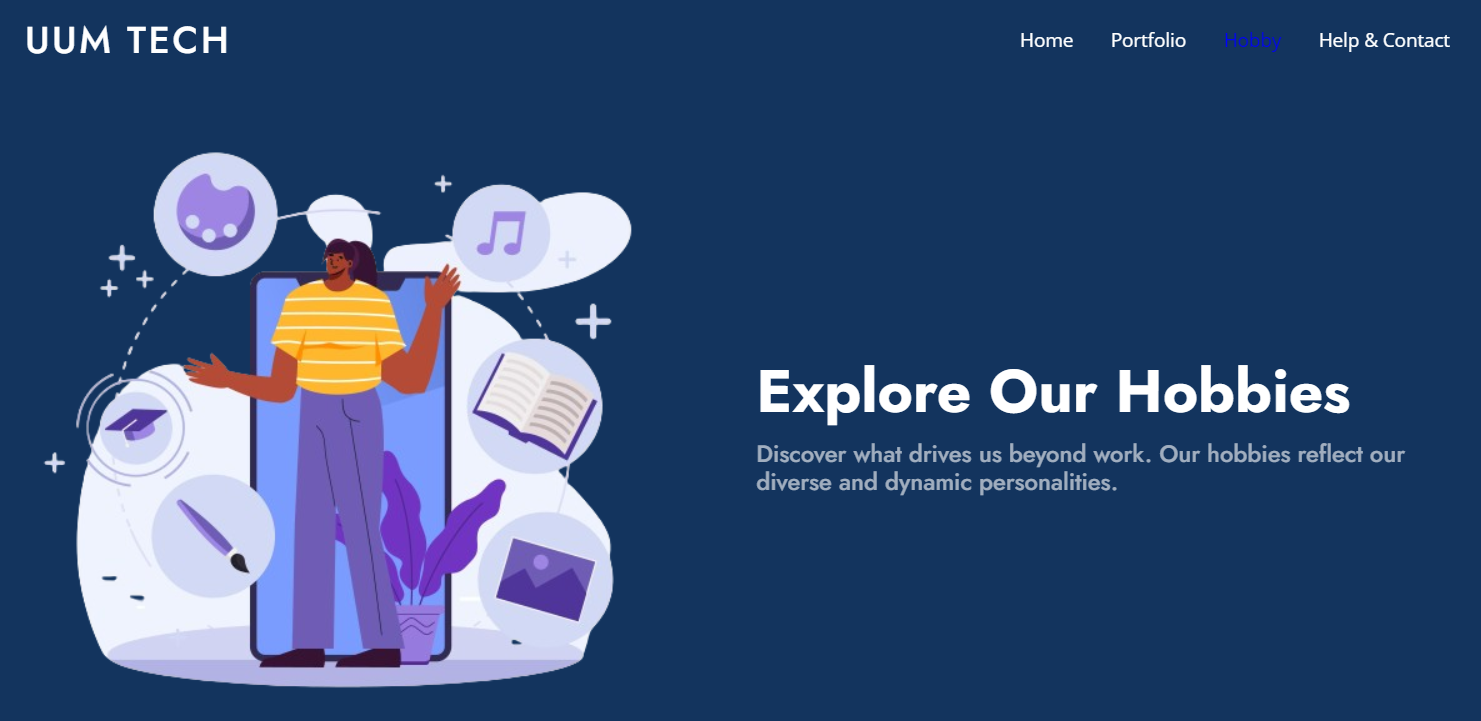 UUM TECH
Home Portfolio Hobby Help & Contact
Explore Our Hobbies
Discover what drives us beyond work. Our hobbies reflect our
diverse and dynamic personalities.